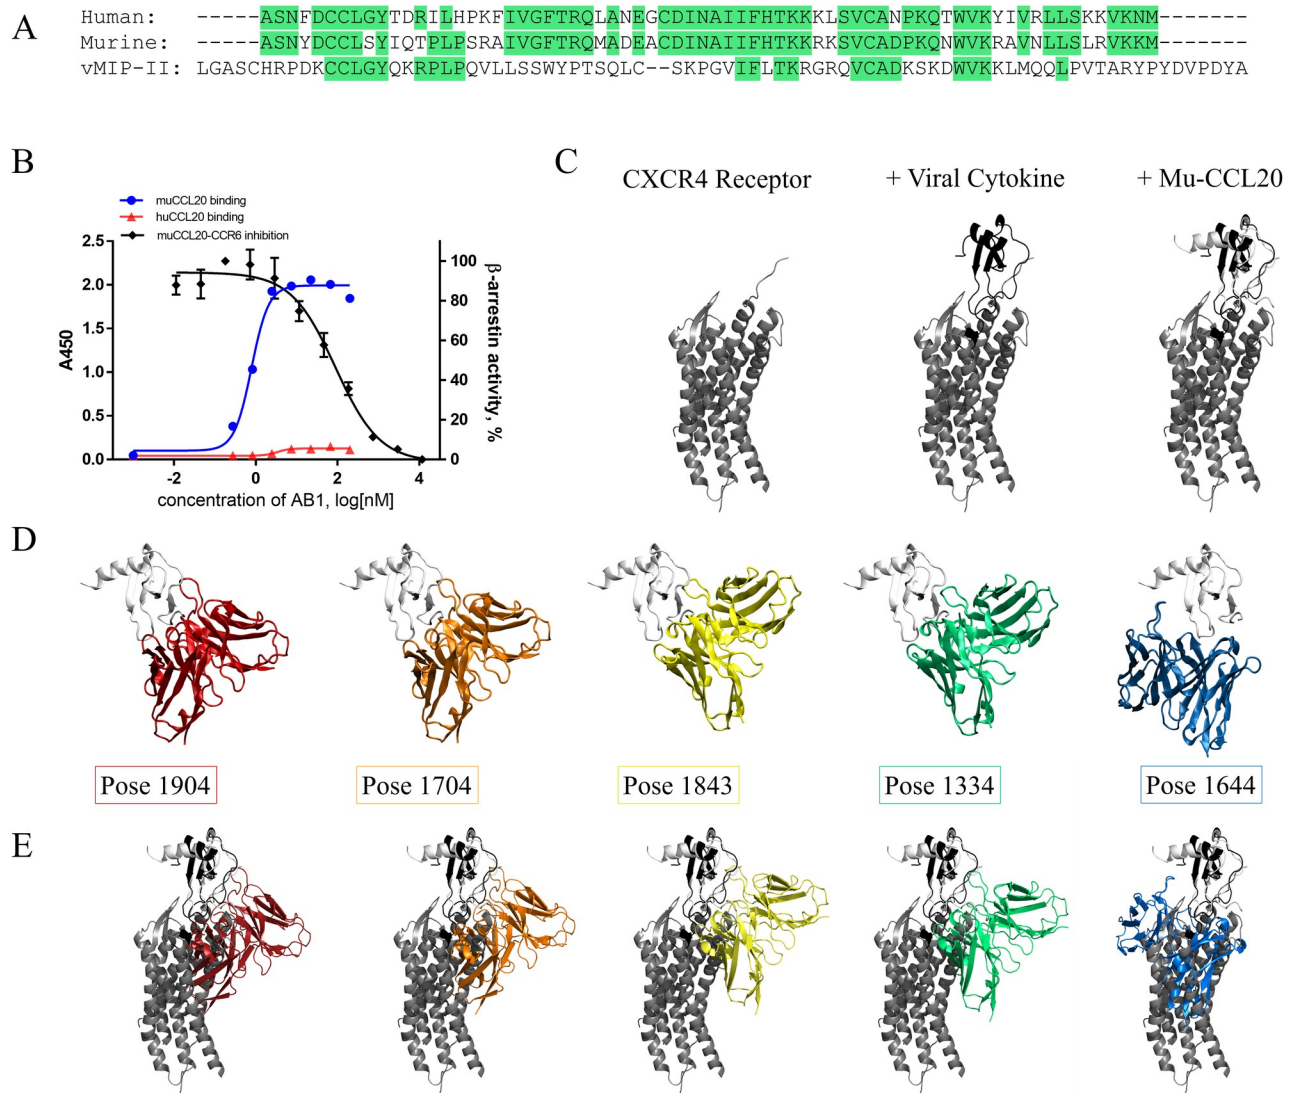 A
Human: -----ASNFDCCLGYTDRILHPKFIVGFTRQLANEGCDINAIIFHTKKKLSVCANPKQTWVKYIVRLLSKKVKNM-------
Murine: -----ASNYDCCLSYIQTPLPSRAIVGFTRQMADEACDINAIIFHTKKRKSVCADPKQNWVKRAVNLLSLRVKKM-------
vMIP-II: LGASCHRPDKCCLGYQKRPLPQVLLSSWYPTSQLC--SKPGVIFLTKRGRQVCADKSKDWVKKLMQQLPVTARYPYDVPDYA
B
muCCL20 binding
huCCL20 binding
muCCL20-CCR6 inhibition
A450
2.5
2.0
1.5
1.0
0.5
0.0
-2
0
2
4
concentration of AB1, log[nM]
100
80
60
40
20
0
β-arrestin activity, %
C
CXCR4 Receptor
+ Viral Cytokine
+ Mu-CCL20
D
Pose 1904
Pose 1704
Pose 1843
Pose 1334
Pose 1644
E